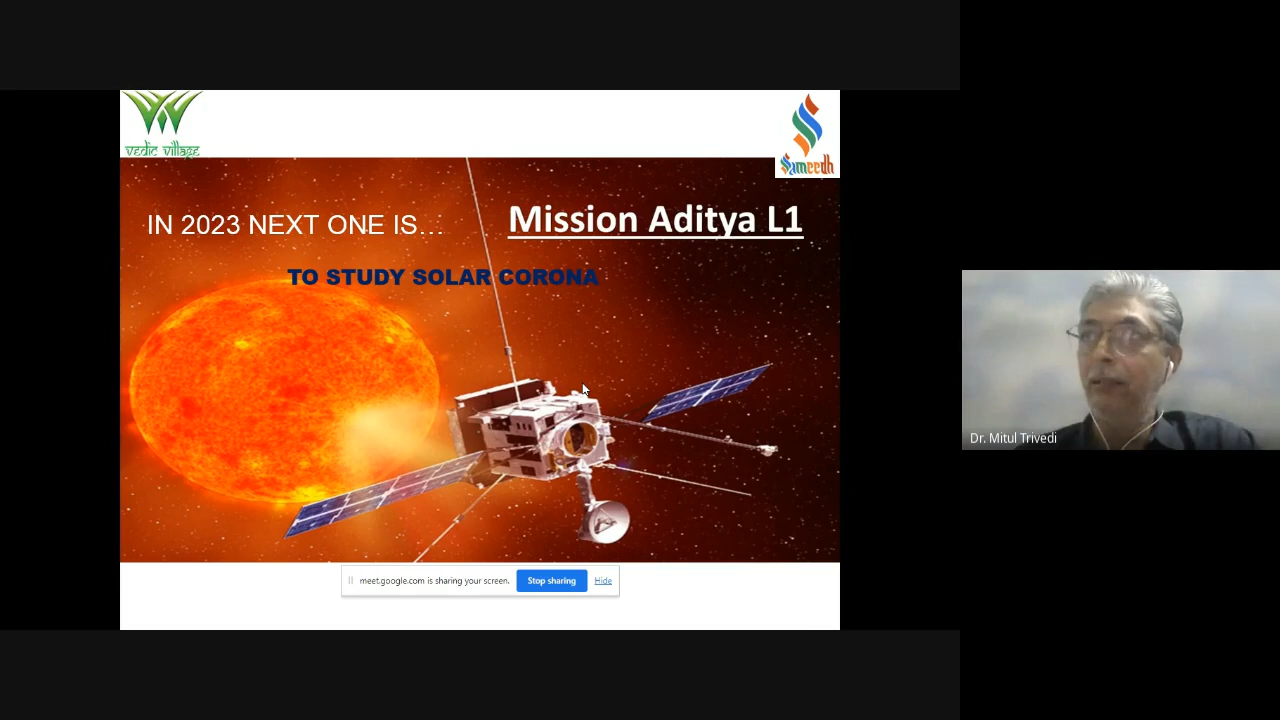 vedic village
Sameedh
IN 2023 NEXT ONE IS...
Mission Aditya L1
TO STUDY SOLAR CORONA
meet.google.com is sharing your screen.
Stop sharing
Hide
Dr. Mitul Trivedi